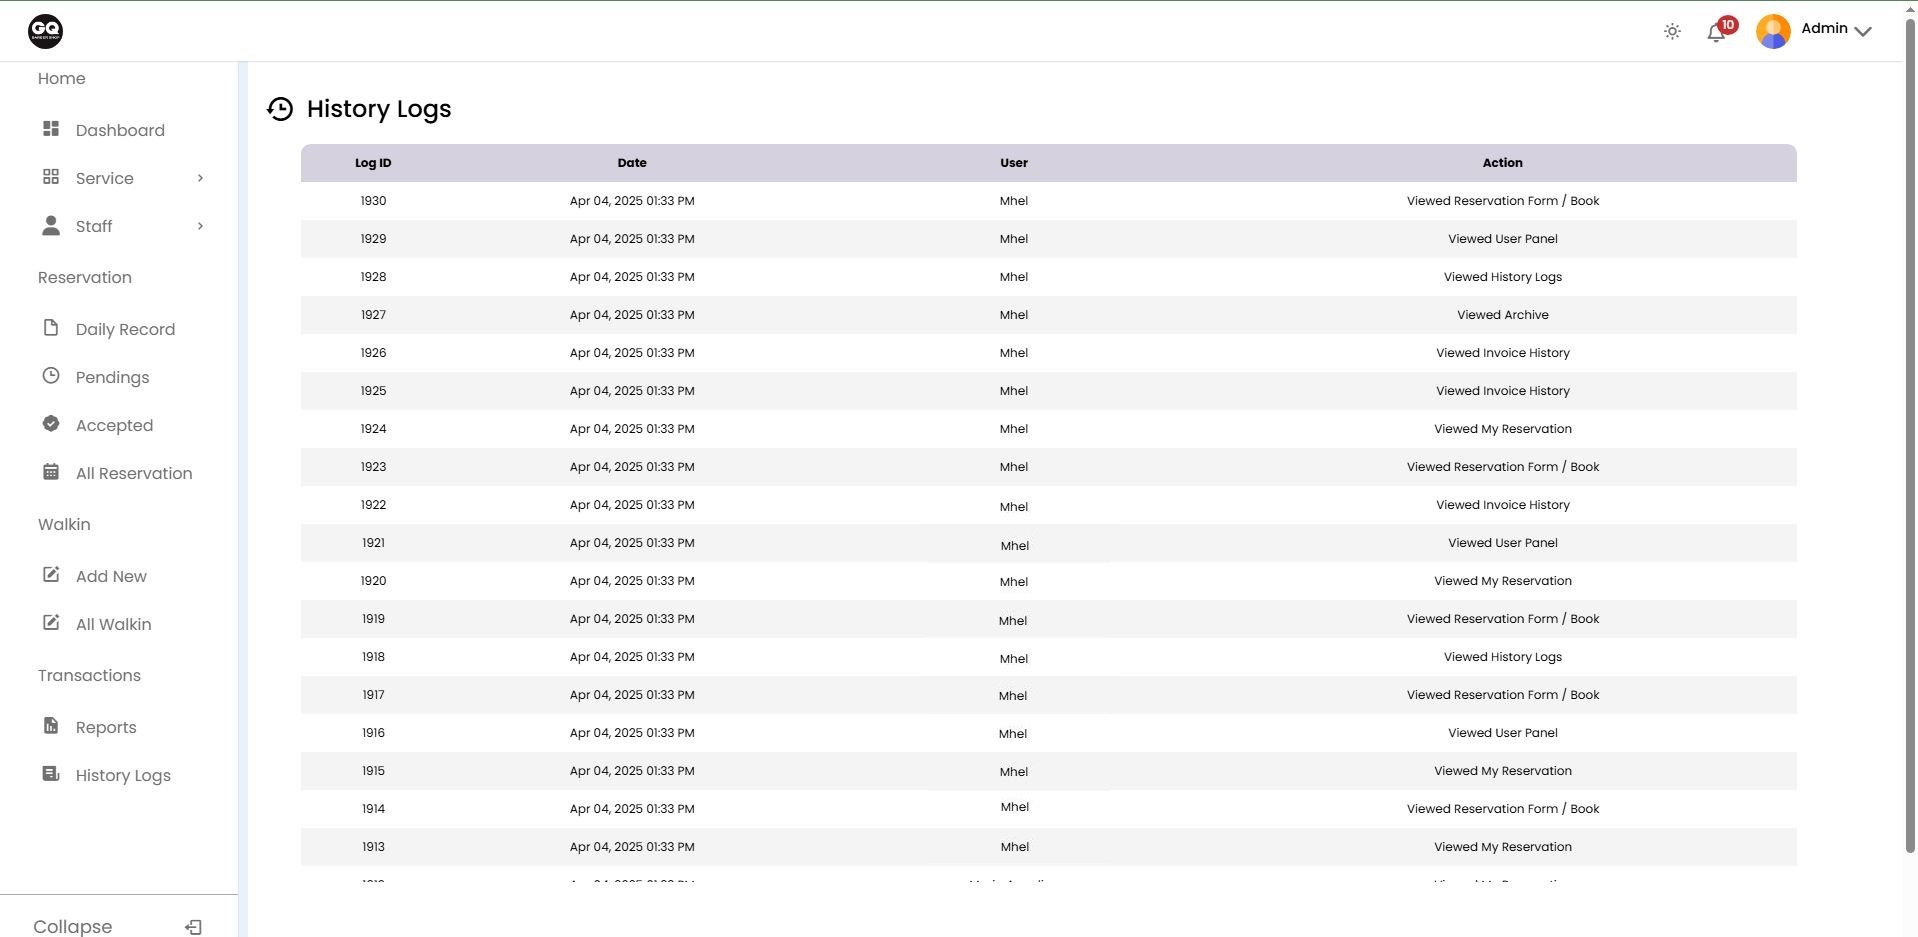 GQ
10
Admin
Home
Dashboard
Service
Staff
Reservation
Daily Record
Pendings
Accepted
All Reservation
Walkin
Add New
All Walkin
Transactions
Reports
History Logs
Collapse
History Logs
Log ID Date User Action
1930 Apr 04, 2025 01:33 PM Mhel Viewed Reservation Form / Book
1929 Apr 04, 2025 01:33 PM Mhel Viewed User Panel
1928 Apr 04, 2025 01:33 PM Mhel Viewed History Logs
1927 Apr 04, 2025 01:33 PM Mhel Viewed Archive
1926 Apr 04, 2025 01:33 PM Mhel Viewed Invoice History
1925 Apr 04, 2025 01:33 PM Mhel Viewed Invoice History
1924 Apr 04, 2025 01:33 PM Mhel Viewed My Reservation
1923 Apr 04, 2025 01:33 PM Mhel Viewed Reservation Form / Book
1922 Apr 04, 2025 01:33 PM Mhel Viewed Invoice History
1921 Apr 04, 2025 01:33 PM Mhel Viewed User Panel
1920 Apr 04, 2025 01:33 PM Mhel Viewed My Reservation
1919 Apr 04, 2025 01:33 PM Mhel Viewed Reservation Form / Book
1918 Apr 04, 2025 01:33 PM Mhel Viewed History Logs
1917 Apr 04, 2025 01:33 PM Mhel Viewed Reservation Form / Book
1916 Apr 04, 2025 01:33 PM Mhel Viewed User Panel
1915 Apr 04, 2025 01:33 PM Mhel Viewed My Reservation
1914 Apr 04, 2025 01:33 PM Mhel Viewed Reservation Form / Book
1913 Apr 04, 2025 01:33 PM Mhel Viewed My Reservation